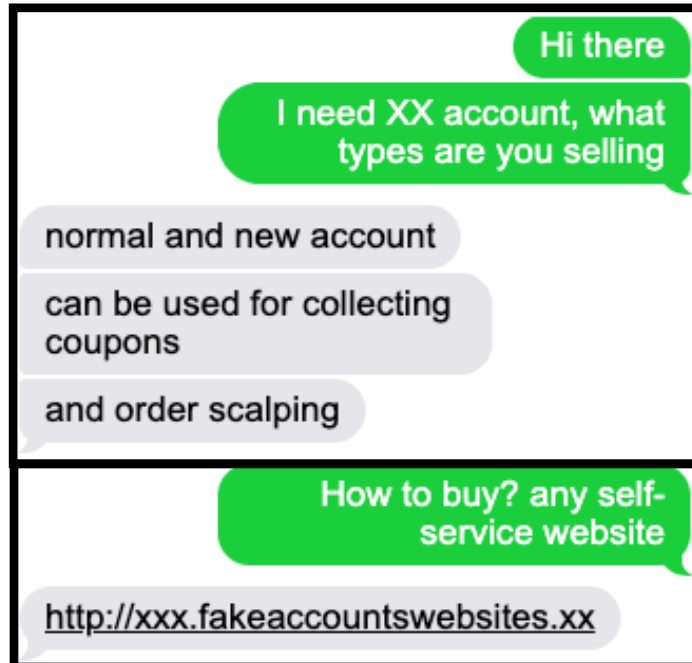 Hi there
I need XX account, what
types are you selling
normal and new account
can be used for collecting
coupons
and order scalping
How to buy? any self-
service website
http://xxx.fakeaccountswebsites.xx